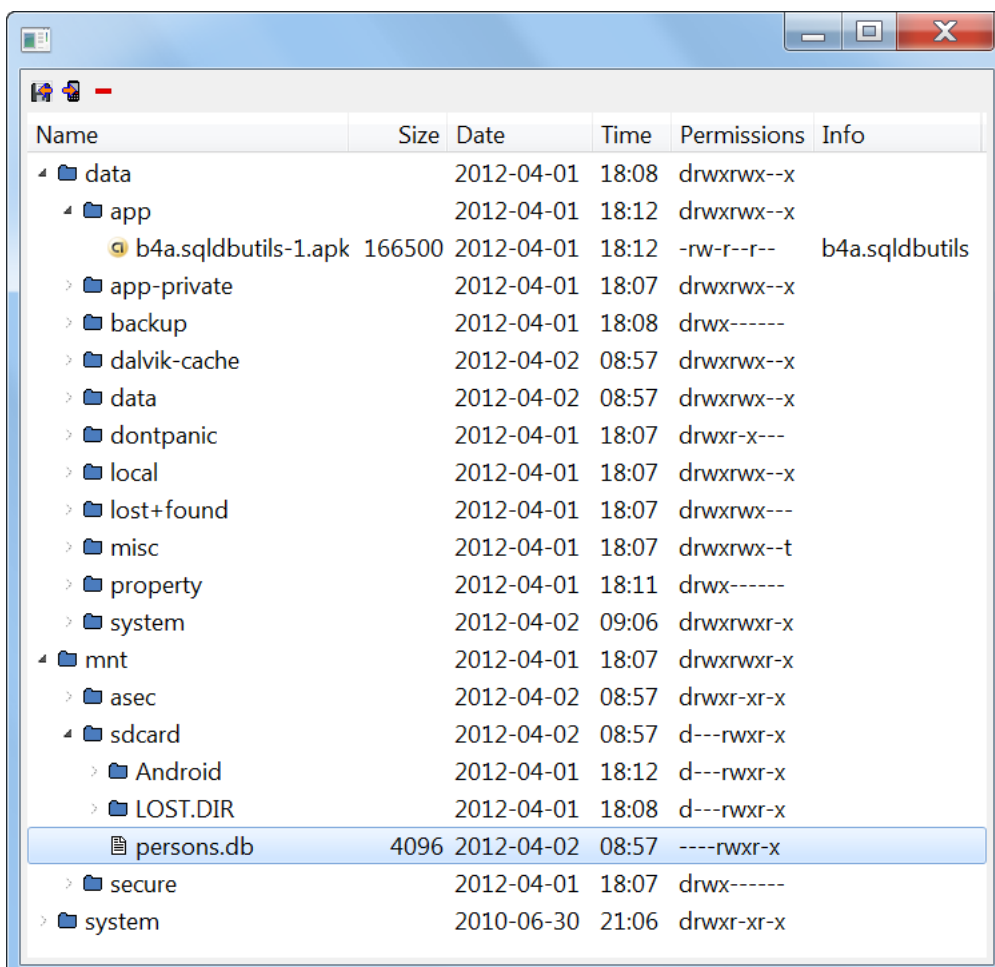 Name Size Date Time Permissions Info
data 2012-04-01 18:08 drwxrwx--x
app 2012-04-01 18:12 drwxrwx--x
b4a.sqldbutils-1.apk 166500 2012-04-01 18:12 -rw-r--r-- b4a.sqldbutils
app-private 2012-04-01 18:07 drwxrwx--x
backup 2012-04-01 18:08 drwx------
dalvik-cache 2012-04-02 08:57 drwxrwx--x
data 2012-04-02 08:57 drwxrwx--x
dontpanic 2012-04-01 18:07 drwxr-x---
local 2012-04-01 18:07 drwxrwx--x
lost+found 2012-04-01 18:07 drwxrwx---
misc 2012-04-01 18:07 drwxrwx--t
property 2012-04-01 18:11 drwx------
system 2012-04-02 09:06 drwxrwxr-x
mnt 2012-04-01 18:07 drwxrwxr-x
asec 2012-04-02 08:57 drwxr-xr-x
sdcard 2012-04-02 08:57 d---rwxr-x
Android 2012-04-01 18:12 d---rwxr-x
LOST.DIR 2012-04-01 18:08 d---rwxr-x
persons.db 4096 2012-04-02 08:57 ----rwxr-x
secure 2012-04-01 18:07 drwx------
system 2010-06-30 21:06 drwxr-xr-x